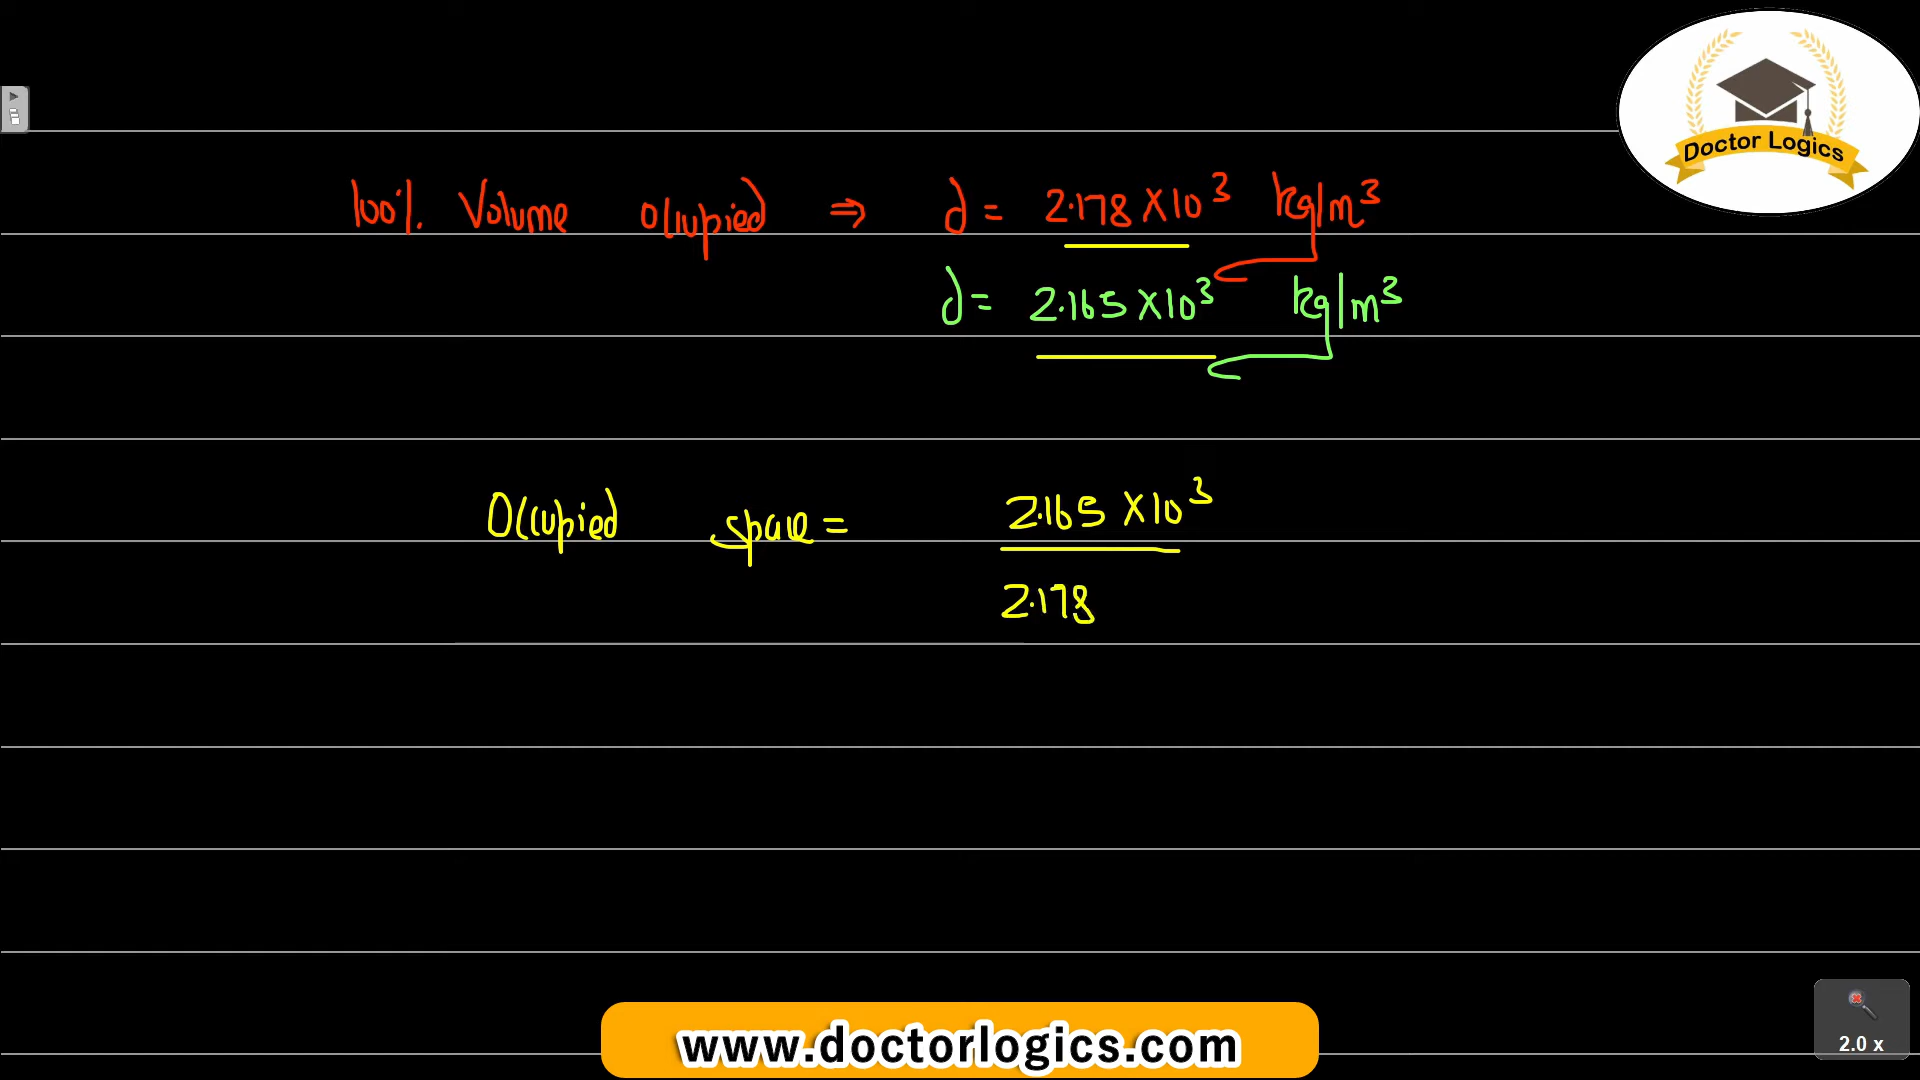 Doctor Logics
100% Volume Occupied ⇒ d = 2.178 X 10³ kg/m³
d = 2.165 X 10³ kg/m³
Occupied space = 2.165 X 10³
2.178
www.doctorlogics.com
2.0 x